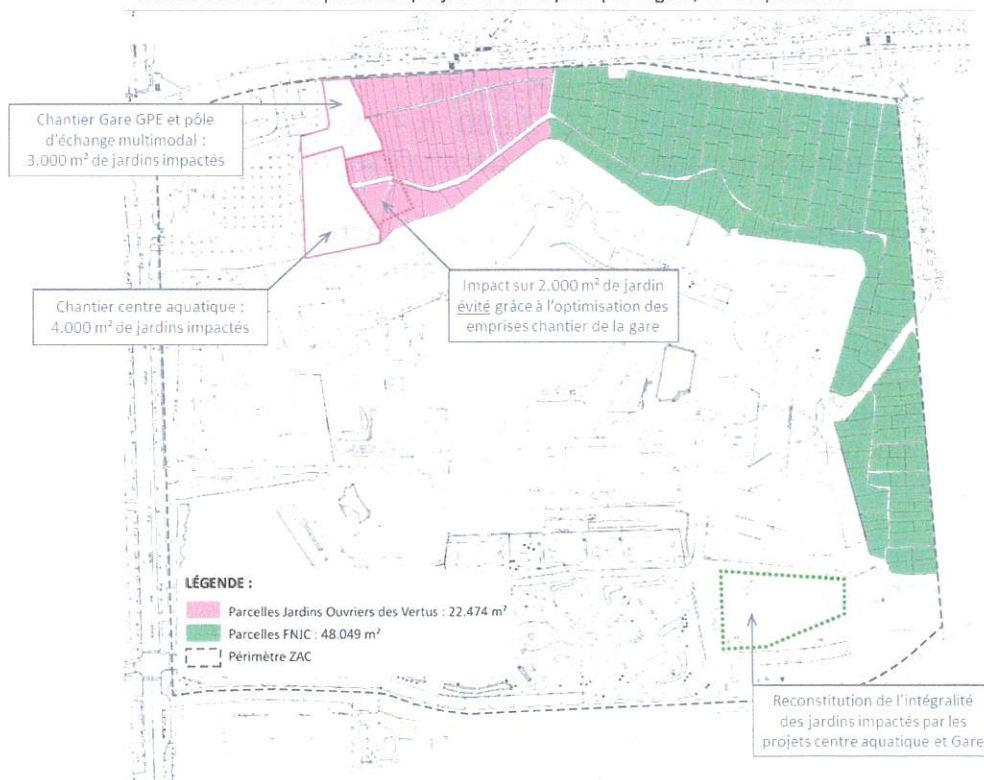 Chantier Gare GPE et pôle
d'échange multimodal :
3.000 m² de jardins impactés
Chantier centre aquatique :
4.000 m² de jardins impactés
Impact sur 2.000 m² de jardin
évité grâce à l'optimisation des
emprises chantier de la gare
LÉGENDE :
Parcelles Jardins Ouvriers des Vertus : 22.474 m²
Parcelles FNJC : 48.049 m²
Périmètre ZAC
Reconstitution de l'intégralité
des jardins impactés par les
projets centre aquatique et Gare